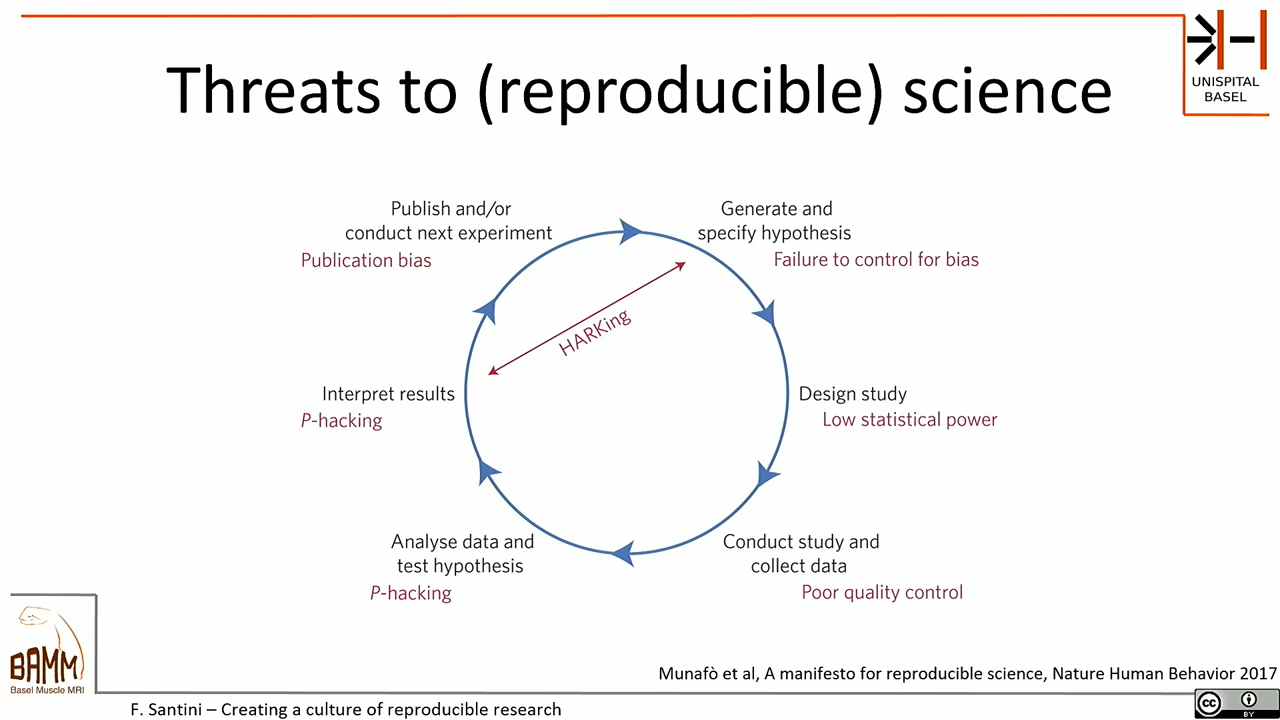 Threats to (reproducible) science
UNISPITAL
BASEL
Publish and/or
conduct next experiment
Publication bias
Generate and
specify hypothesis
Failure to control for bias
HARKing
Interpret results
P-hacking
Design study
Low statistical power
Analyse data and
test hypothesis
P-hacking
Conduct study and
collect data
Poor quality control
BAMM
Basel Muscle MRI
Munafò et al, A manifesto for reproducible science, Nature Human Behavior 2017
F. Santini – Creating a culture of reproducible research
cc
BY